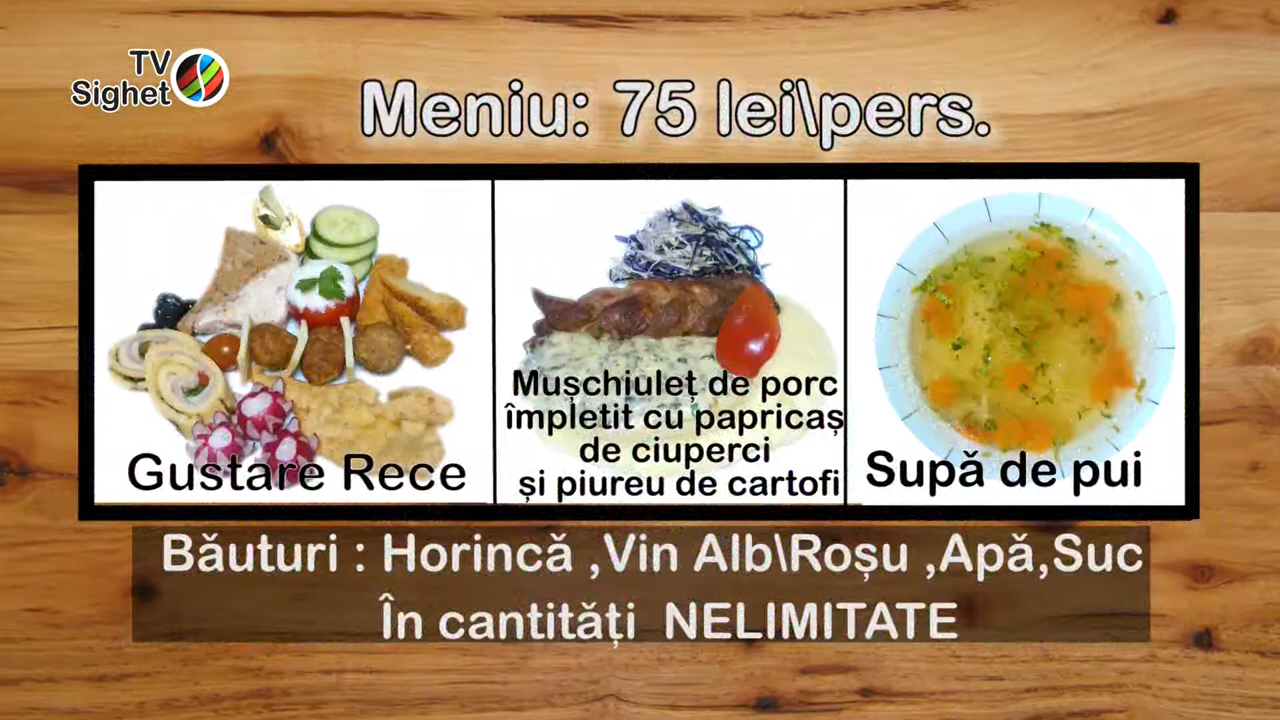 TV
Sighet
Meniu: 75 lei\pers.
Gustare Rece
Mușchiuleț de porc
împletit cu papricaș
de ciuperci
și piureu de cartofi
Supă de pui
Băuturi : Horincă ,Vin Alb\Roșu ,Apă,Suc
În cantități NELIMITATE